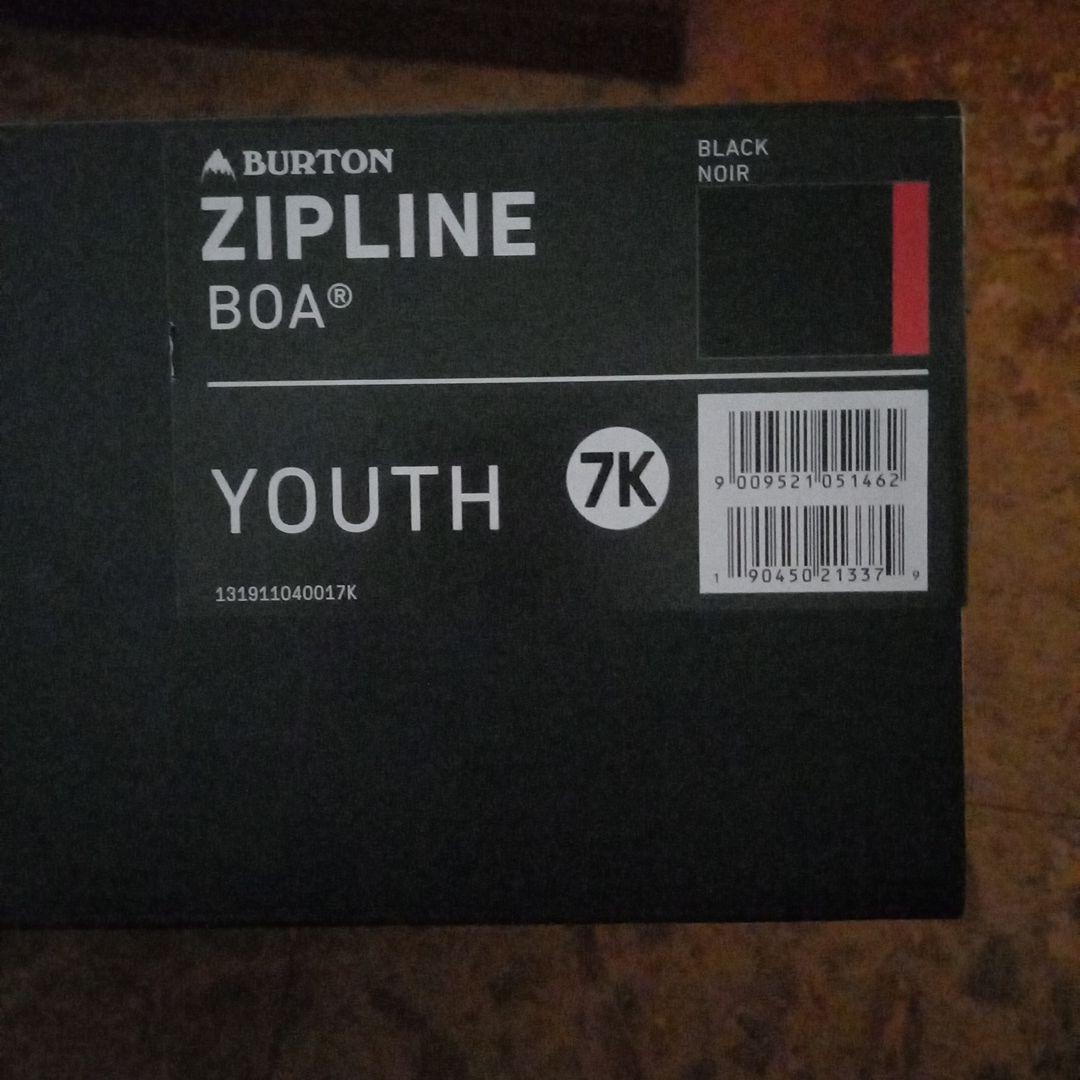 BURTON
ZIPLINE
BOA®
BLACK
NOIR
YOUTH
7K
131911040017K
9 009521 051462
1 90450 21337 9